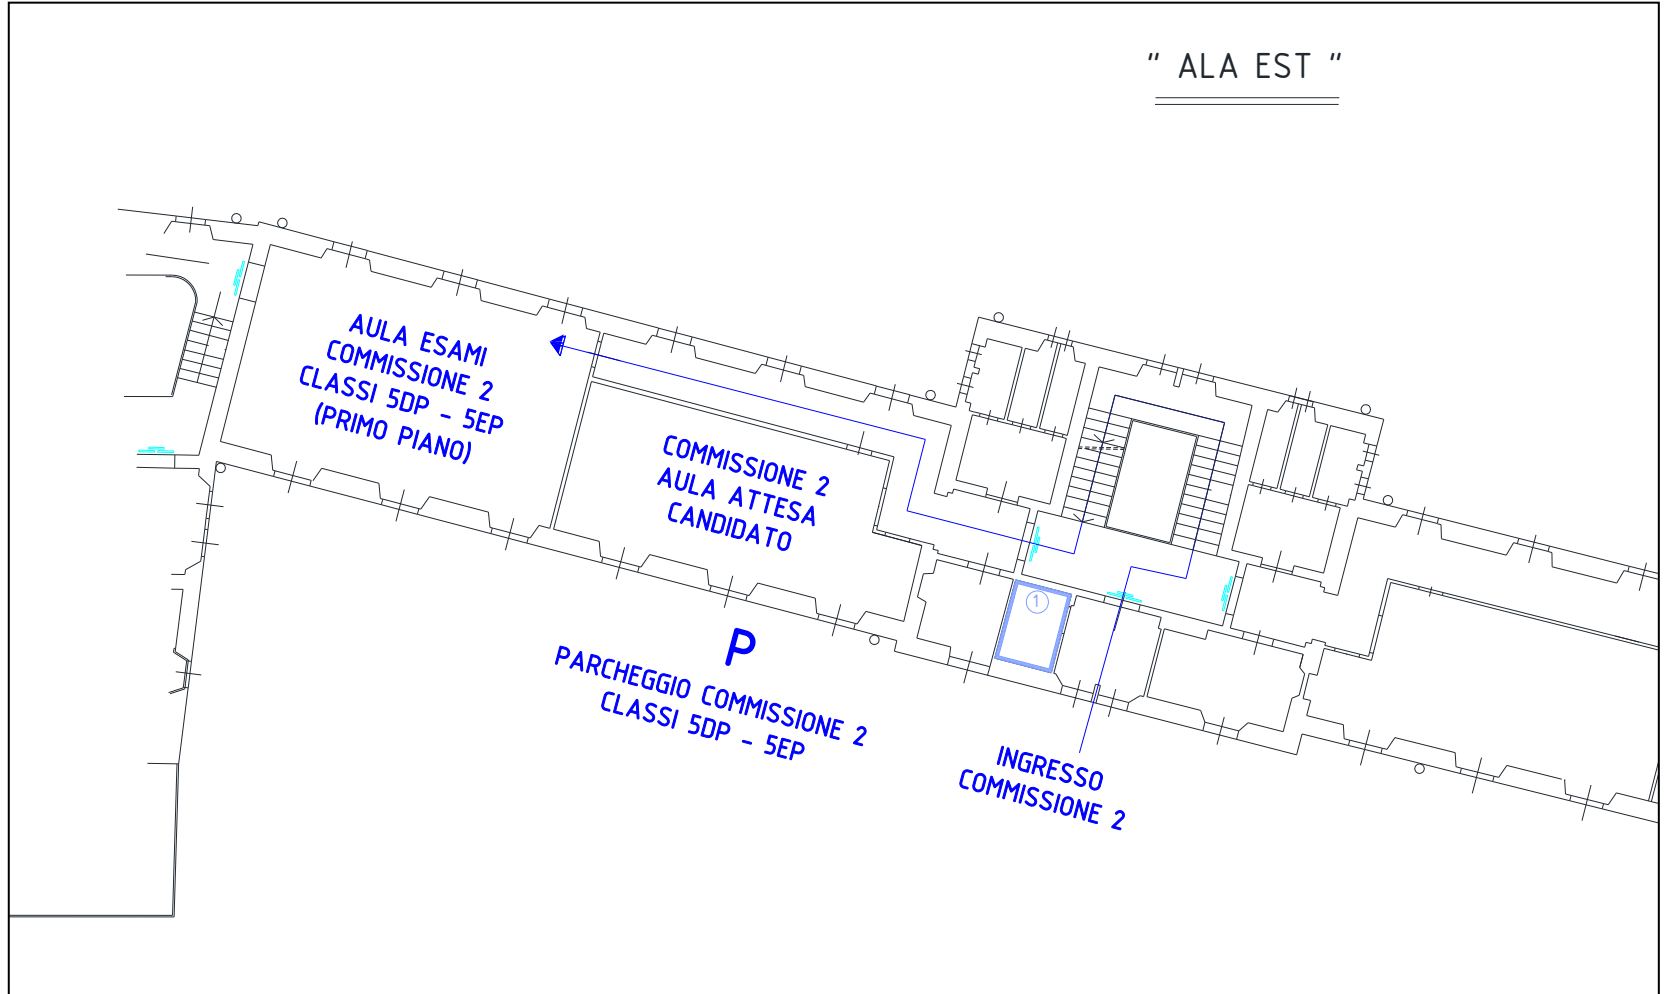 " ALA EST "
AULA ESAMI
COMMISSIONE 2
CLASSI 5DP - 5EP
(PRIMO PIANO)
COMMISSIONE 2
AULA ATTESA
CANDIDATO
1
P
PARCHEGGIO COMMISSIONE 2
CLASSI 5DP - 5EP
INGRESSO
COMMISSIONE 2